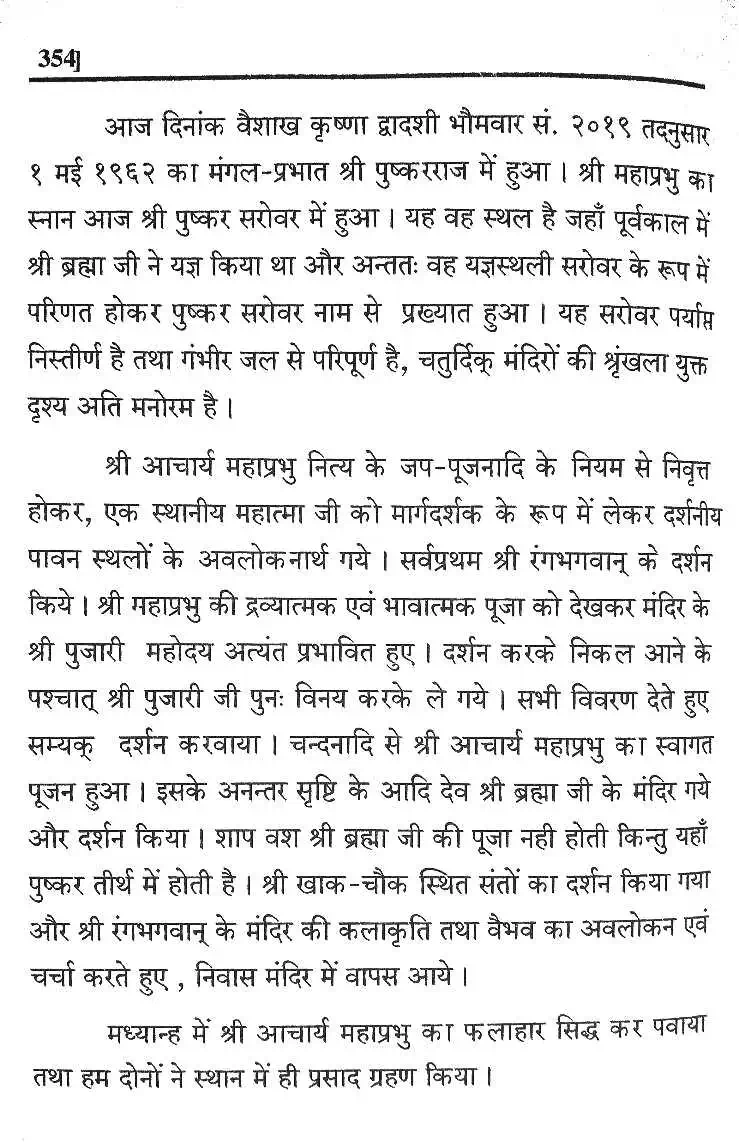 354]
आज दिनांक वैशाख कृष्णा द्वादशी भौमवार सं. २०१९ तद्नुसार
१ मई १९६२ का मंगल-प्रभात श्री पुष्करराज में हुआ । श्री महाप्रभु का
स्नान आज श्री पुष्कर सरोवर में हुआ । यह वह स्थल है जहाँ पूर्वकाल में
श्री ब्रह्मा जी ने यज्ञ किया था और अन्ततः वह यज्ञस्थली सरोवर के रूप में
परिणत होकर पुष्कर सरोवर नाम से प्रख्यात हुआ । यह सरोवर पर्याप्त
निस्तीर्ण है तथा गंभीर जल से परिपूर्ण है, चतुर्दिक् मंदिरों की श्रृंखला युक्त
दृश्य अति मनोरम है ।
श्री आचार्य महाप्रभु नित्य के जप-पूजनादि के नियम से निवृत्त
होकर, एक स्थानीय महात्मा जी को मार्गदर्शक के रूप में लेकर दर्शनीय
पावन स्थलों के अवलोकनार्थ गये । सर्वप्रथम श्री रंगभगवान् के दर्शन
किये । श्री महाप्रभु की द्रव्यात्मक एवं भावात्मक पूजा को देखकर मंदिर के
श्री पुजारी महोदय अत्यंत प्रभावित हुए । दर्शन करके निकल आने के
पश्चात् श्री पुजारी जी पुनः विनय करके ले गये । सभी विवरण देते हुए
सम्यक् दर्शन करवाया । चन्दनादि से श्री आचार्य महाप्रभु का स्वागत
पूजन हुआ । इसके अनन्तर सृष्टि के आदि देव श्री ब्रह्मा जी के मंदिर गये
और दर्शन किया । शाप वश श्री ब्रह्मा जी की पूजा नही होती किन्तु यहाँ
पुष्कर तीर्थ में होती है । श्री खाक-चौक स्थित संतों का दर्शन किया गया
और श्री रंगभगवान् के मंदिर की कलाकृति तथा वैभव का अवलोकन एवं
चर्चा करते हुए , निवास मंदिर में वापस आये ।
मध्यान्ह में श्री आचार्य महाप्रभु का फलाहार सिद्ध कर पवाया
तथा हम दोनों ने स्थान में ही प्रसाद ग्रहण किया ।